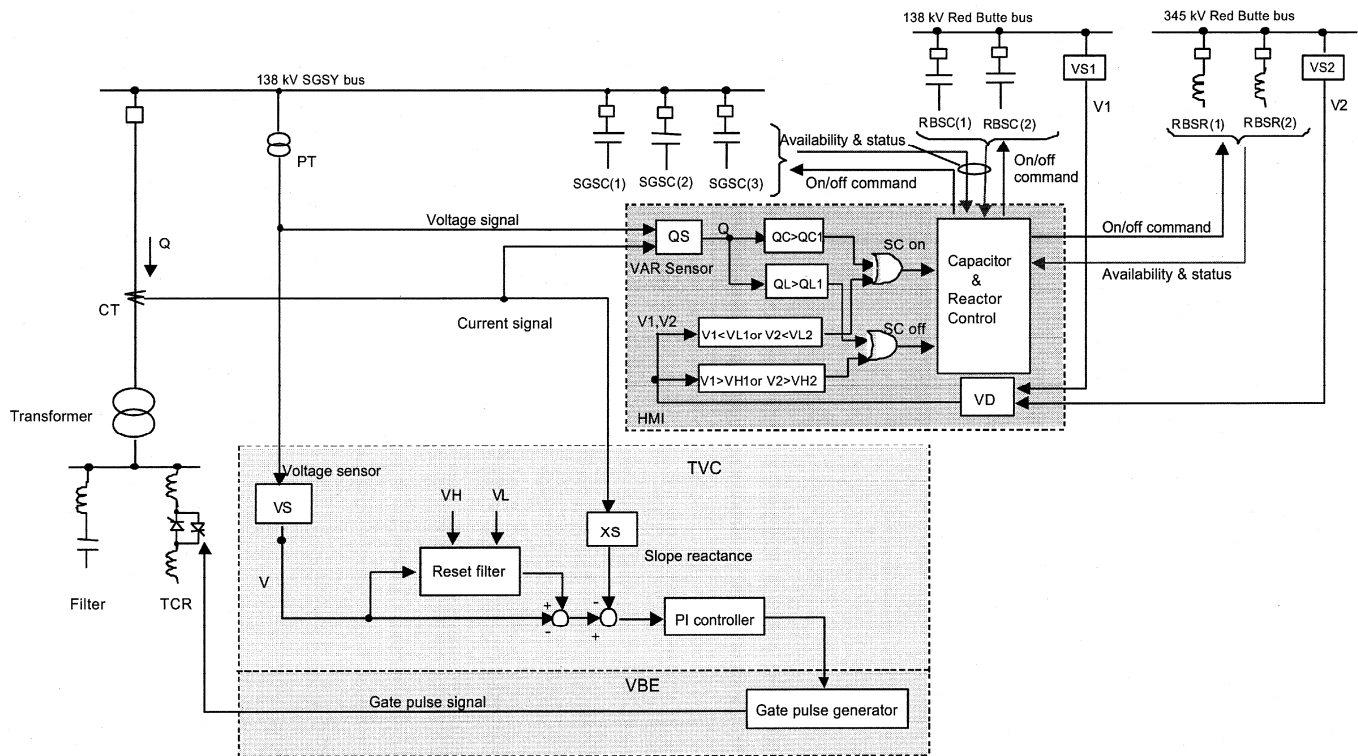 138 kV Red Butte bus
345 kV Red Butte bus
138 kV SGSY bus
VS1
VS2
V1
V2
RBSC(1)
RBSC(2)
RBSR(1)
RBSR(2)
PT
Availability & status
On/off
command
SGSC(1)
SGSC(2)
SGSC(3)
On/off command
Voltage signal
Q
QS
Q
QC>QC1
SC on
VAR Sensor
QL>QL1
Capacitor
&
Reactor
Control
On/off command
Availability & status
CT
Current signal
V1,V2
V1<VL1or V2<VL2
SC off
V1>VH1or V2>VH2
VD
HMI
Transformer
TVC
Voltage sensor
VS
VH
VL
XS
Slope reactance
Reset filter
V
Filter
TCR
+
-
-
+
PI controller
VBE
Gate pulse signal
Gate pulse generator